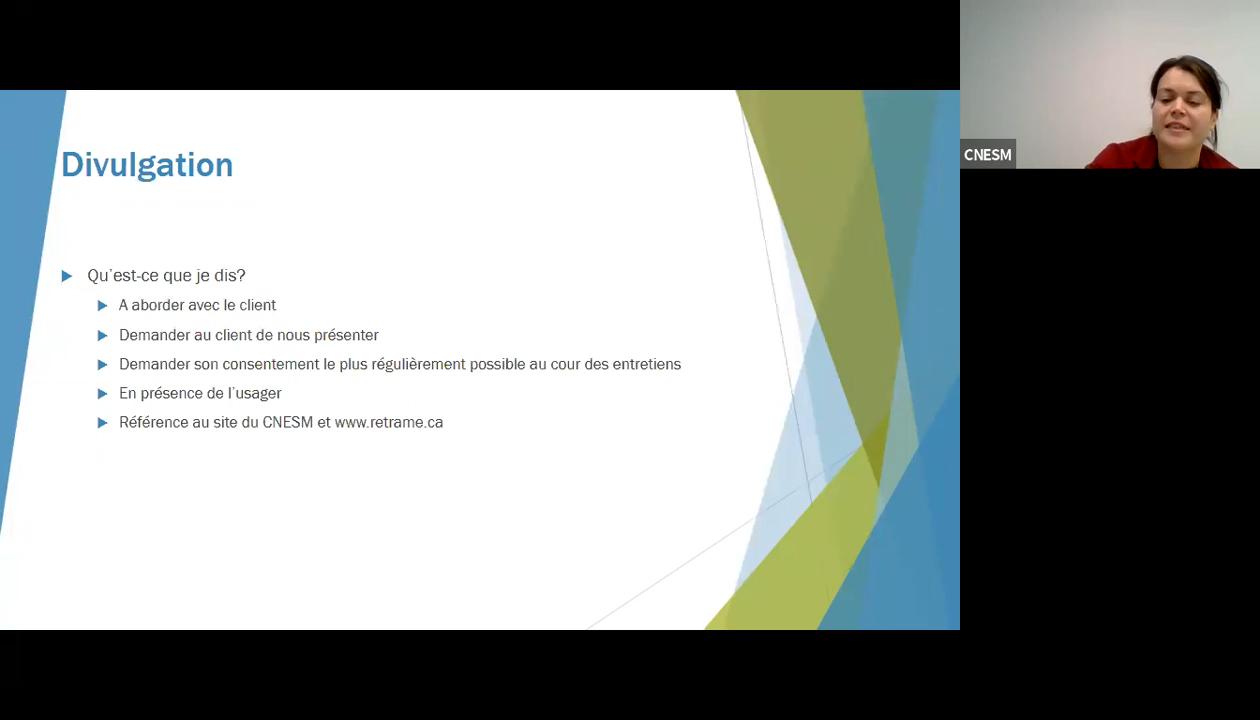 Divulgation
Qu'est-ce que je dis?
A aborder avec le client
Demander au client de nous présenter
Demander son consentement le plus régulièrement possible au cour des entretiens
En présence de l'usager
Référence au site du CNESM et www.retrame.ca
CNESM